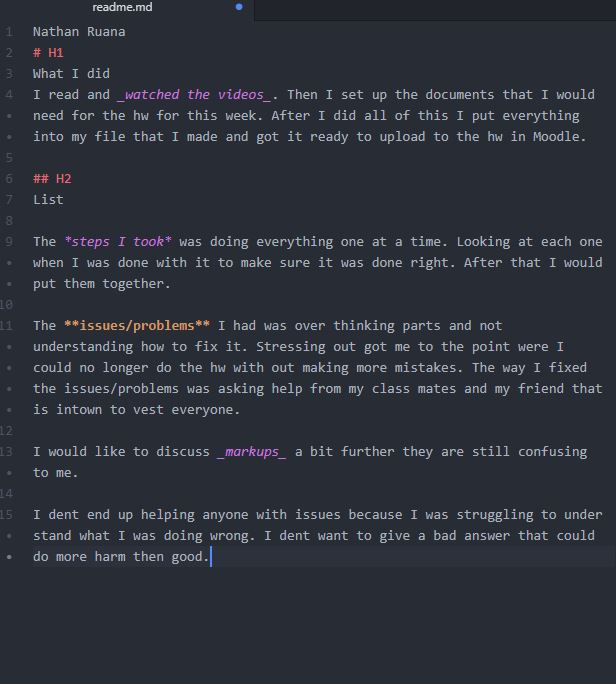 readme.md
1 Nathan Ruana
2 # H1
3 What I did
4 I read and _watched the videos_. Then I set up the documents that I would
need for the hw for this week. After I did all of this I put everything
into my file that I made and got it ready to upload to the hw in Moodle.
5
6 ## H2
7 List
8
9 The *steps I took* was doing everything one at a time. Looking at each one
when I was done with it to make sure it was done right. After that I would
put them together.
10
11 The **issues/problems** I had was over thinking parts and not
understanding how to fix it. Stressing out got me to the point were I
could no longer do the hw with out making more mistakes. The way I fixed
the issues/problems was asking help from my class mates and my friend that
is intown to vest everyone.
12
13 I would like to discuss _markups_ a bit further they are still confusing
to me.
14
15 I dent end up helping anyone with issues because I was struggling to under
stand what I was doing wrong. I dent want to give a bad answer that could
do more harm then good.